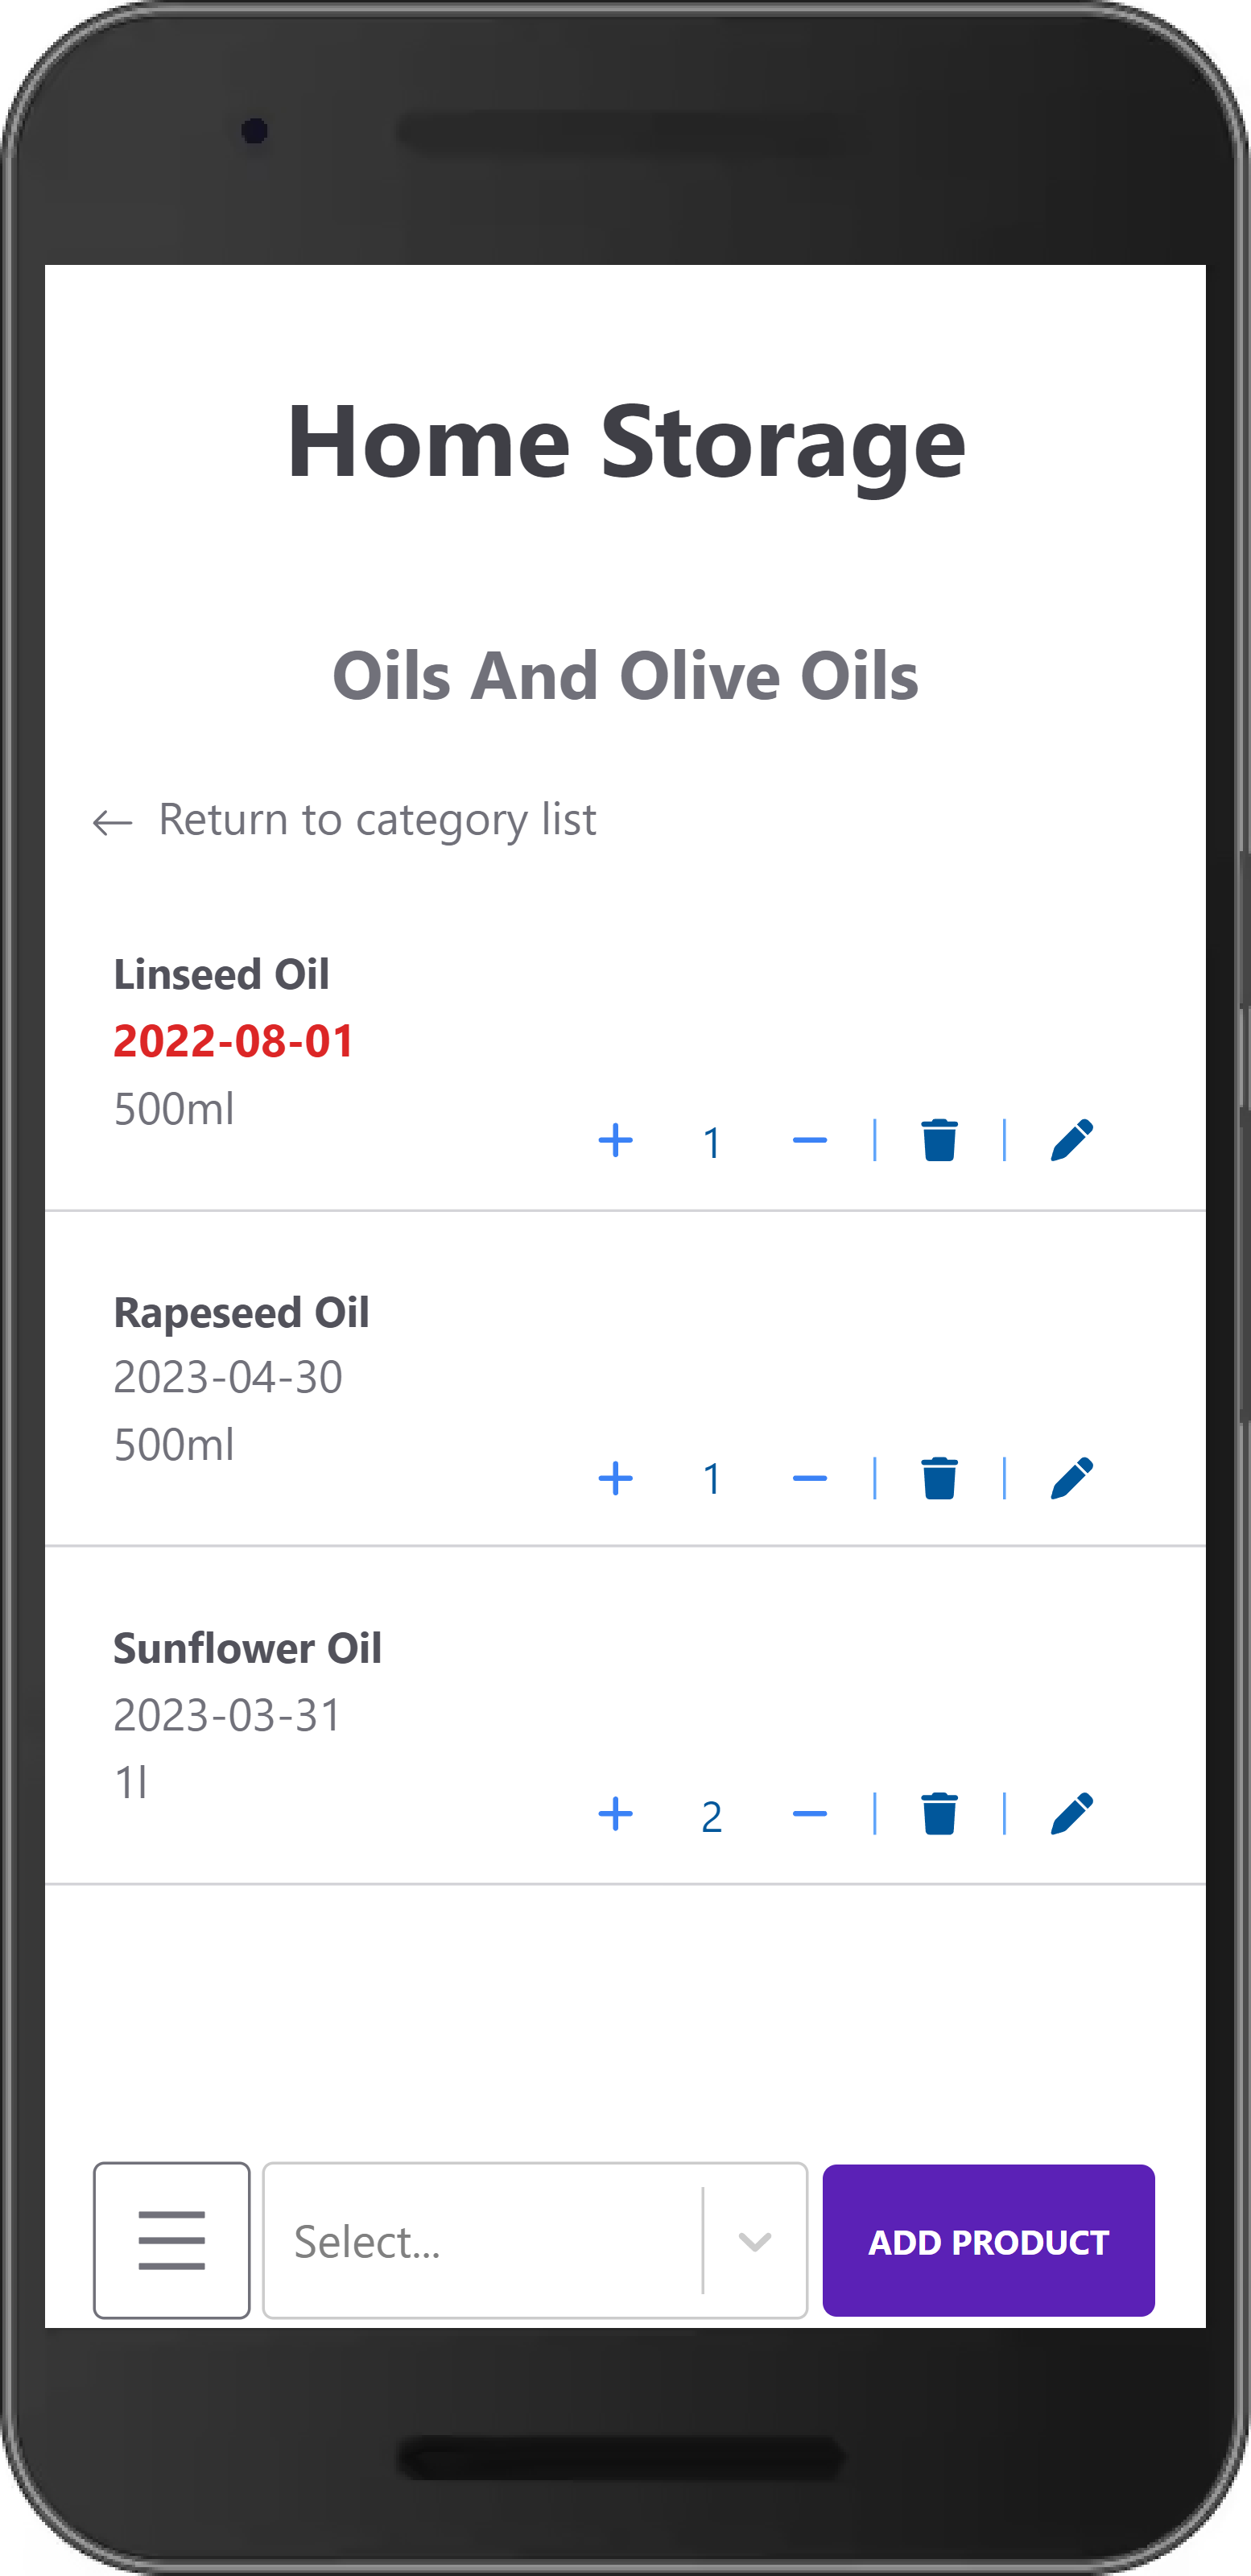 Home Storage
Oils And Olive Oils
← Return to category list
Linseed Oil
2022-08-01
500ml
+ 1 −
Rapeseed Oil
2023-04-30
500ml
+ 1 −
Sunflower Oil
2023-03-31
1l
+ 2 −
Select...
ADD PRODUCT